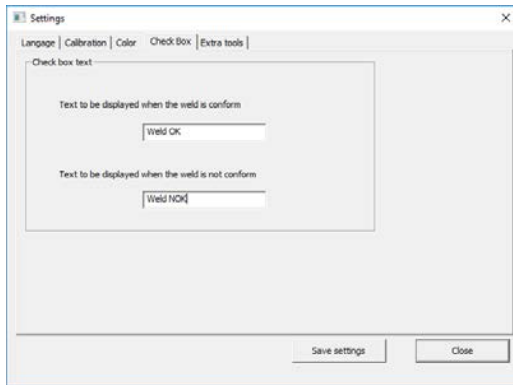 Settings
Langage Calibration Color Check Box Extra tools
Check box text
Text to be displayed when the weld is conform
Weld OK
Text to be displayed when the weld is not conform
Weld NOK
Save settings Close